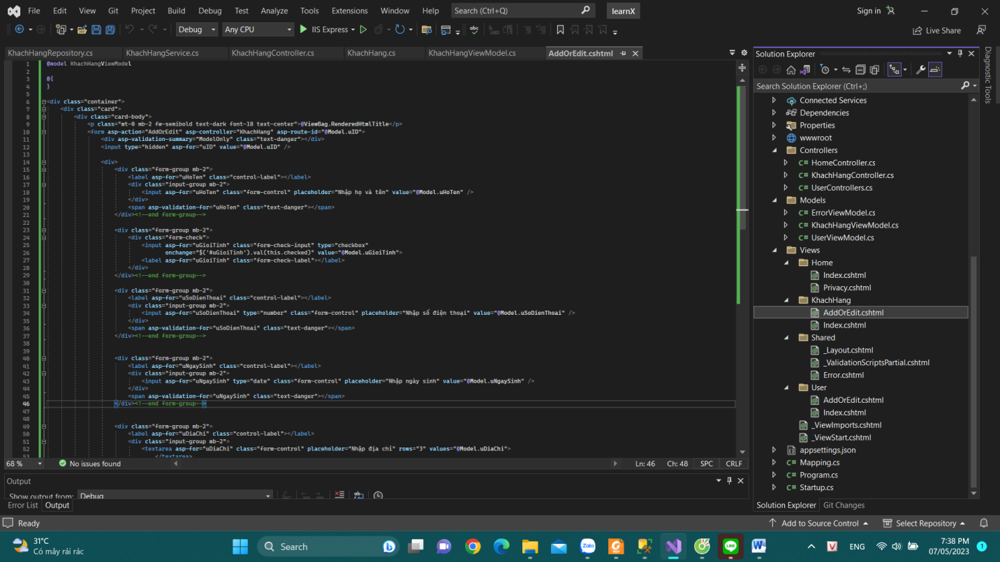 File Edit View Git Project Build Debug Test Analyze Tools Extensions Window Help Search (Ctrl+Q) learnX Sign in
Debug Any CPU IIS Express Live Share
KhachHangRepository.cs KhachHangService.cs KhachHangController.cs KhachHang.cs KhachHangViewModel.cs AddOrEdit.cshtml
1 @model KhachHangViewModel
2
3 @{
4 }
5
6 <div class="container">
7 <div class="card">
8 <div class="card-body">
9 <p class="mt-0 mb-2 fw-semibold text-dark font-18 text-center">@ViewBag.RenderedHtmlTitle</p>
10 <form asp-action="AddOrEdit" asp-controller="KhachHang" asp-route-id="@Model.uID">
11 <div asp-validation-summary="ModelOnly" class="text-danger"></div>
12 <input type="hidden" asp-for="uID" value="@Model.uID" />
13
14 <div>
15 <div class="form-group mb-2">
16 <label asp-for="uHoTen" class="control-label"></label>
17 <div class="input-group mb-2">
18 <input asp-for="uHoTen" class="form-control" placeholder="Nhập họ và tên" value="@Model.uHoTen" />
19 </div>
20 <span asp-validation-for="uHoTen" class="text-danger"></span>
21 </div><!--end form-group-->
22
23 <div class="form-group mb-2">
24 <div class="form-check">
25 <input asp-for="uGioiTinh" class="form-check-input" type="checkbox"
26 onchange="$('#uGioiTinh').val(this.checked)" value="@Model.uGioiTinh">
27 <label asp-for="uGioiTinh" class="form-check-label"></label>
28 </div>
29 </div><!--end form-group-->
30
31 <div class="form-group mb-2">
32 <label asp-for="uSoDienThoai" class="control-label"></label>
33 <div class="input-group mb-2">
34 <input asp-for="uSoDienThoai" type="number" class="form-control" placeholder="Nhập số điện thoại" value="@Model.uSoDienThoai" />
35 </div>
36 <span asp-validation-for="uSoDienThoai" class="text-danger"></span>
37 </div><!--end form-group-->
38
39
40 <div class="form-group mb-2">
41 <label asp-for="uNgaySinh" class="control-label"></label>
42 <div class="input-group mb-2">
43 <input asp-for="uNgaySinh" type="date" class="form-control" placeholder="Nhập ngày sinh" value="@Model.uNgaySinh" />
44 </div>
45 <span asp-validation-for="uNgaySinh" class="text-danger"></span>
46 </div><!--end form-group-->
47
48
49 <div class="form-group mb-2">
50 <label asp-for="uDiaChi" class="control-label"></label>
51 <div class="input-group mb-2">
52 <textarea asp-for="uDiaChi" class="form-control" placeholder="Nhập địa chỉ" rows="3" values="@Model.uDiaChi">
53 </textarea>
68 % No issues found Ln: 46 Ch: 48 SPC CRLF
Output
Show output from: Debug
Error List Output
Solution Explorer
Search Solution Explorer (Ctrl+;)
Connected Services
Dependencies
Properties
wwwroot
Controllers
C# HomeController.cs
C# KhachHangController.cs
C# UserControllers.cs
Models
C# ErrorViewModel.cs
C# KhachHangViewModel.cs
C# UserViewModel.cs
Views
Home
Index.cshtml
Privacy.cshtml
KhachHang
AddOrEdit.cshtml
Index.cshtml
Shared
_Layout.cshtml
_ValidationScriptsPartial.cshtml
Error.cshtml
User
AddOrEdit.cshtml
Index.cshtml
_ViewImports.cshtml
_ViewStart.cshtml
appsettings.json
C# Mapping.cs
C# Program.cs
C# Startup.cs
Solution Explorer Git Changes
Diagnostic Tools
Ready Add to Source Control Select Repository
31°C
Có mây rải rác
Search
Zalo
LINE
ENG
7:38 PM
07/05/2023
1